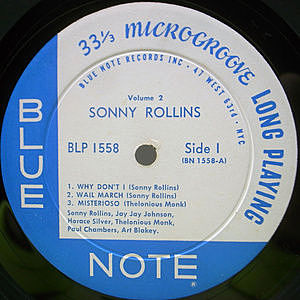 33 1/3 MICROGROOVE LONG PLAYING
BLUE NOTE RECORDS INC · 47 WEST 63rd · NYC
Volume 2
SONNY ROLLINS
BLP 1558
Side 1
(BN 1558-A)
1. WHY DON'T I (Sonny Rollins)
2. WAIL MARCH (Sonny Rollins)
3. MISTERIOSO (Thelonious Monk)
Sonny Rollins, Jay Jay Johnson,
Horace Silver, Thelonious Monk,
Paul Chambers, Art Blakey.
BLUE
NOTE ®